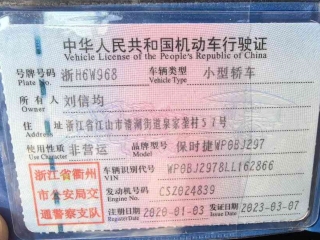 中华人民共和国机动车行驶证
Vehicle License of the People's Republic of China
号牌号码 浙H6W968 车辆类型 小型轿车
Plate No. Vehicle Type
所有人 刘信均
Owner
住址 浙江省江山市 街道 村57号
Address
使用性质 非营运 品牌型号 保时捷WP0BJ297
Use Character Model
浙江省衢州
市公安局交
通警察支队
车辆识别代号 WP0BJ2978LL162866
VIN
发动机号码 CSZ024839
Engine No.
注册日期 2020-01-03 发证日期 2023-03-07
Register Date Issue Date